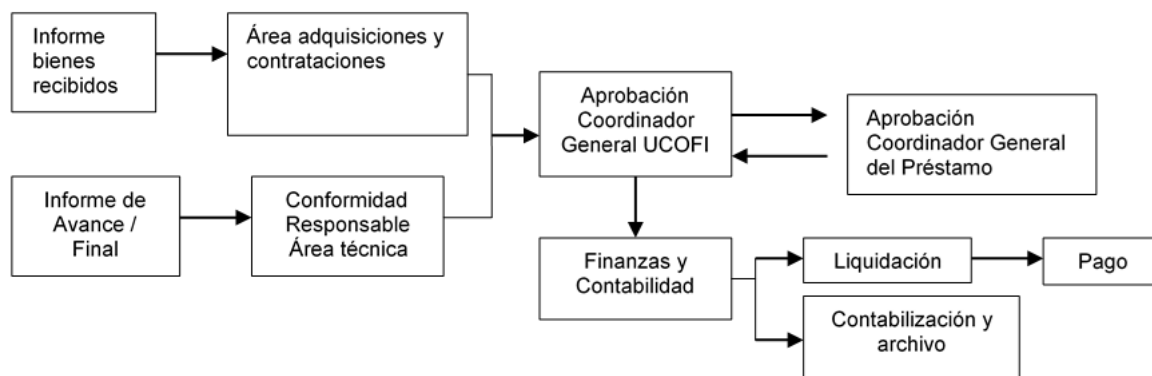 Informe
bienes
recibidos
Área adquisiciones y
contrataciones
Aprobación
Coordinador
General UCOFI
Aprobación
Coordinador General
del Préstamo
Informe de
Avance /
Final
Conformidad
Responsable
Área técnica
Finanzas y
Contabilidad
Liquidación
Pago
Contabilización y
archivo